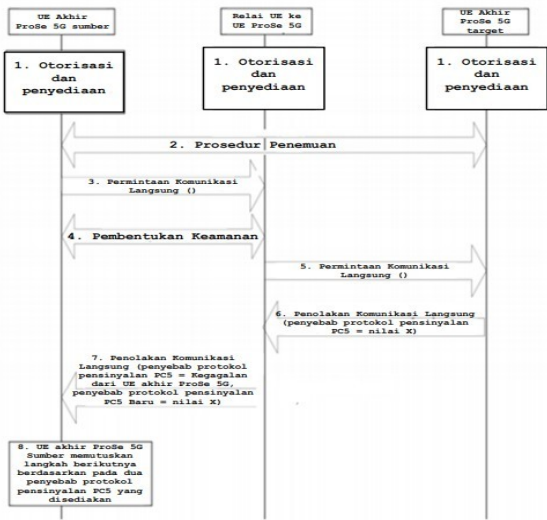 UE Akhir
ProSe 5G sumber
Relai UE ke
UE ProSe 5G
UE Akhir
ProSe 5G
target
1. Otorisasi
dan
penyediaan
1. Otorisasi
dan
penyediaan
1. Otorisasi
dan
penyediaan
2. Prosedur Penemuan
3. Permintaan Komunikasi
Langsung ()
4. Pembentukan Keamanan
5. Permintaan Komunikasi
Langsung ()
6. Penolakan Komunikasi
Langsung
(penyebab protokol pensinyalan
PC5 = nilai X)
7. Penolakan Komunikasi
Langsung (penyebab protokol
pensinyalan PC5 = Kegagalan
dari UE akhir ProSe 5G,
penyebab protokol pensinyalan
PC5 Baru = nilai X)
8. UE akhir ProSe 5G
Sumber memutuskan
langkah berikutnya
berdasarkan pada dua
penyebab protokol
pensinyalan PC5 yang
disediakan